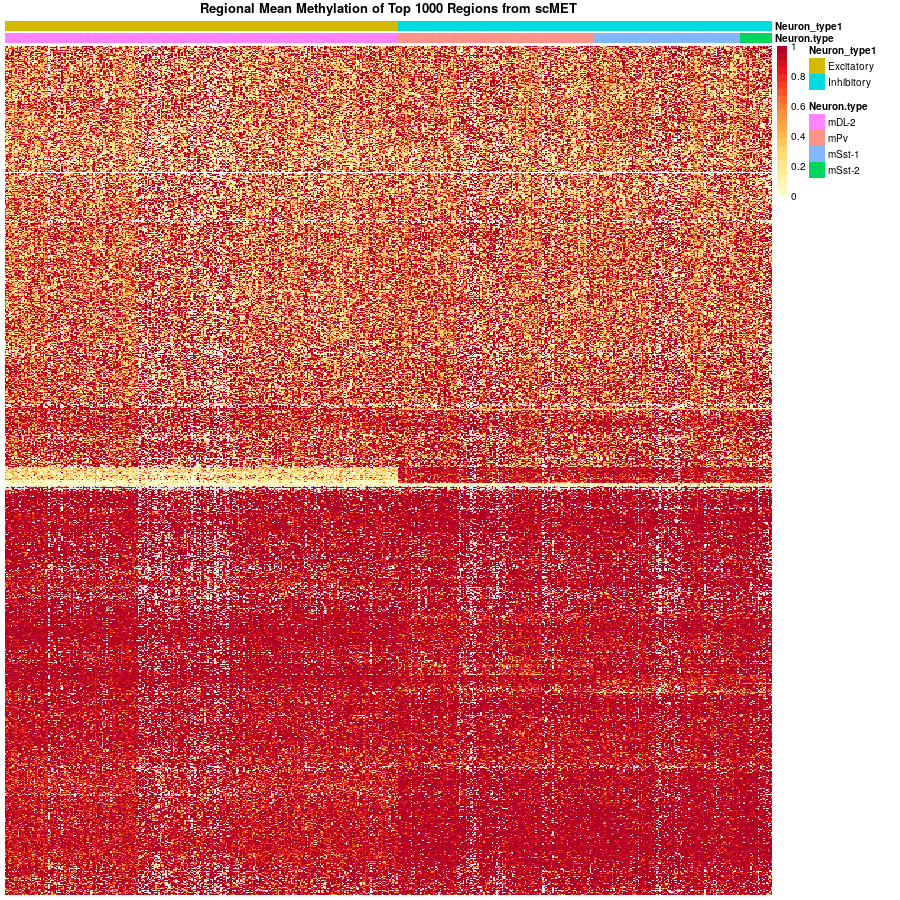 Regional Mean Methylation of Top 1000 Regions from scMET
Neuron_type1
Neuron.type
1
0.8
0.6
0.4
0.2
0
Neuron_type1
Excitatory
Inhibitory
Neuron.type
mDL-2
mPv
mSst-1
mSst-2